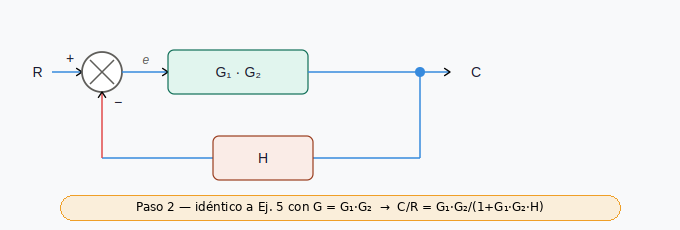 +
R
e
G₁ · G₂
C
−
H
Paso 2 — idéntico a Ej. 5 con G = G₁·G₂ → C/R = G₁·G₂/(1+G₁·G₂·H)